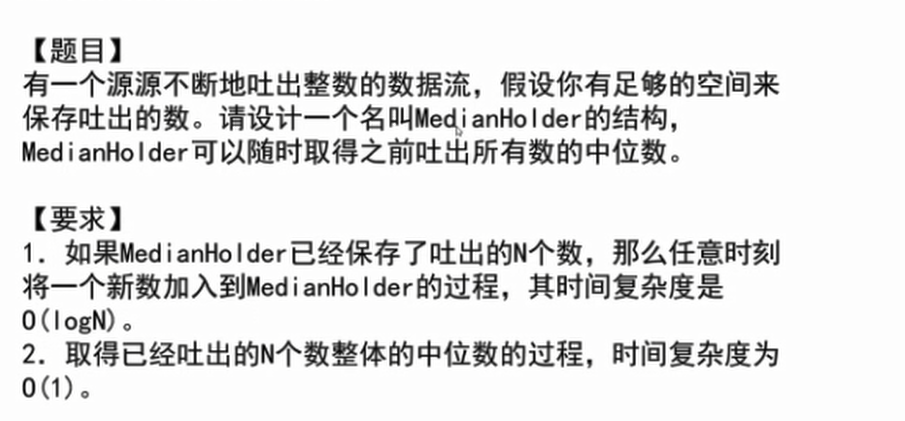 【题目】
有一个源源不断地吐出整数的数据流，假设你有足够的空间来
保存吐出的数。请设计一个名叫MedianHolder的结构，
MedianHolder可以随时取得之前吐出所有数的中位数。
【要求】
1. 如果MedianHolder已经保存了吐出的N个数，那么任意时刻
将一个新数加入到MedianHolder的过程，其时间复杂度是
O(logN)。
2. 取得已经吐出的N个数整体的中位数的过程，时间复杂度为
O(1)。